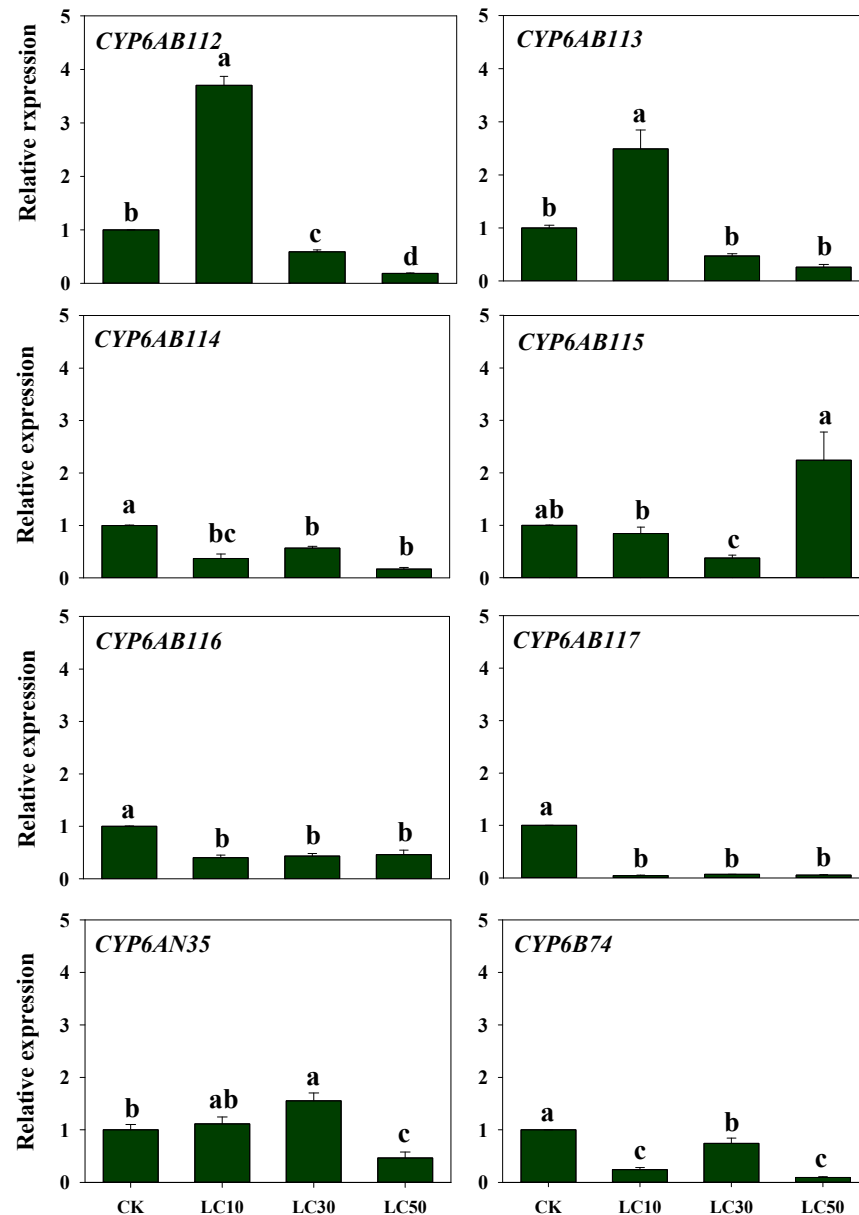 CYP6AB112
a
b
c
d
5
4
3
2
1
0
Relative rxpression
CYP6AB113
a
b
b
b
5
4
3
2
1
0
CYP6AB114
a
bc
b
b
5
4
3
2
1
0
Relative expression
CYP6AB115
ab
b
c
a
5
4
3
2
1
0
CYP6AB116
a
b
b
b
5
4
3
2
1
0
Relative expression
CYP6AB117
a
b
b
b
5
4
3
2
1
0
CYP6AN35
b
ab
a
c
5
4
3
2
1
0
Relative expression
CK LC10 LC30 LC50
CYP6B74
a
c
b
c
5
4
3
2
1
0
CK LC10 LC30 LC50